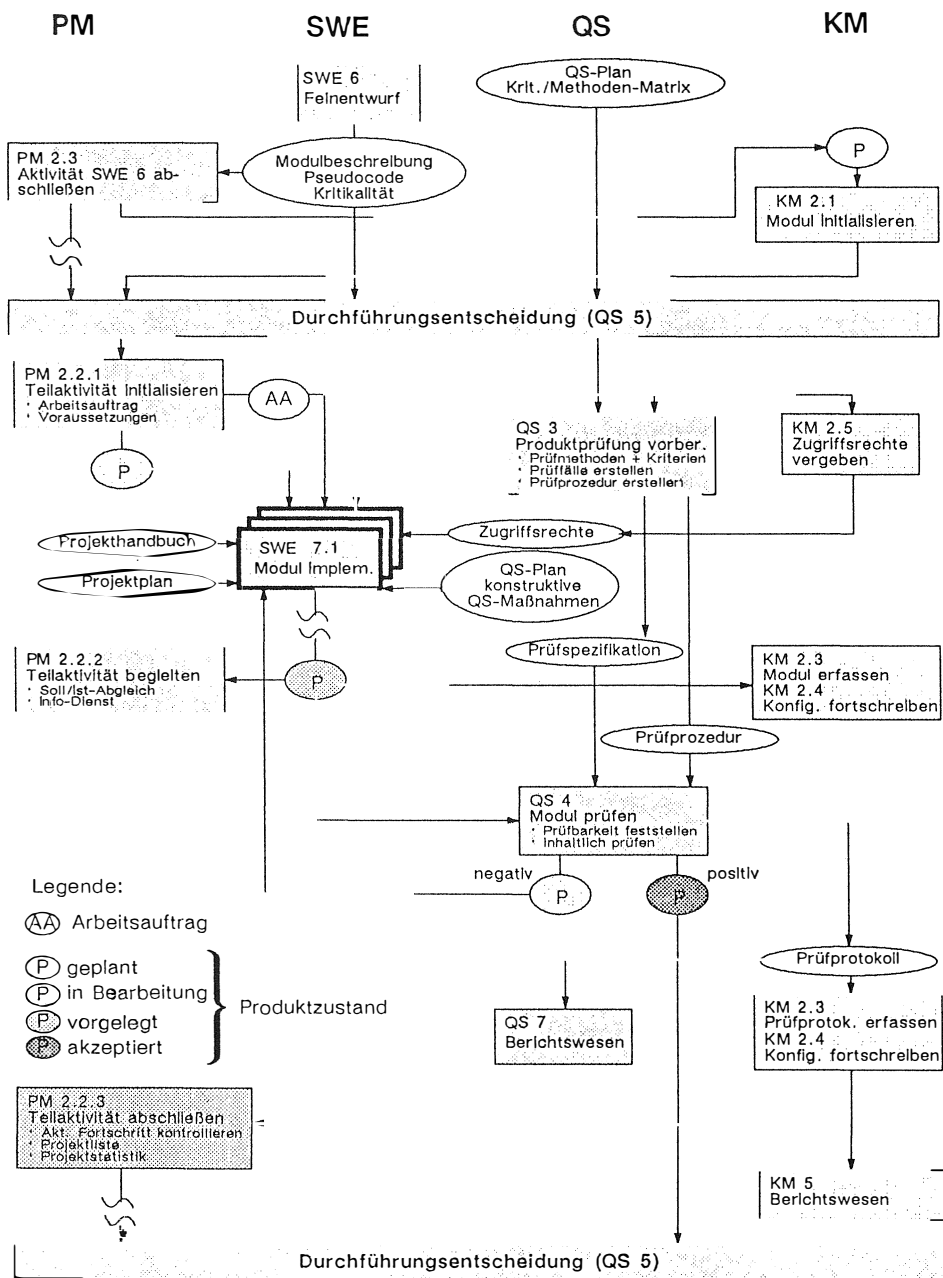 PM
SWE
QS
KM
SWE 6
Feinentwurf
QS-Plan
Krit./Methoden-Matrix
PM 2.3
Aktivität SWE 6 ab-
schließen
Modulbeschreibung
Pseudocode
Kritikalität
P
KM 2.1
Modul initialisieren
Durchführungsentscheidung (QS 5)
PM 2.2.1
Teilaktivität initialisieren
· Arbeitsauftrag
· Voraussetzungen
AA
P
QS 3
Produktprüfung vorber.
· Prüfmethoden + Kriterien
· Prüffälle erstellen
· Prüfprozedur erstellen
KM 2.5
Zugriffsrechte
vergeben
Projekthandbuch
Projektplan
SWE 7.1
Modul Implem.
Zugriffsrechte
QS-Plan
konstruktive
QS-Maßnahmen
PM 2.2.2
Teilaktivität begleiten
· Soll/Ist-Abgleich
· Info-Dienst
P
Prüfspezifikation
KM 2.3
Modul erfassen
KM 2.4
Konfig. fortschreiben
Prüfprozedur
QS 4
Modul prüfen
· Prüfbarkeit feststellen
· Inhaltlich prüfen
negativ
P
positiv
P
Legende:
AA Arbeitsauftrag
P geplant
P in Bearbeitung
P vorgelegt
P akzeptiert
Produktzustand
Prüfprotokoll
QS 7
Berichtswesen
KM 2.3
Prüfprotok. erfassen
KM 2.4
Konfig. fortschreiben
PM 2.2.3
Teilaktivität abschließen
· Akt. Fortschritt kontrollieren
· Projektliste
· Projektstatistik
KM 5
Berichtswesen
Durchführungsentscheidung (QS 5)